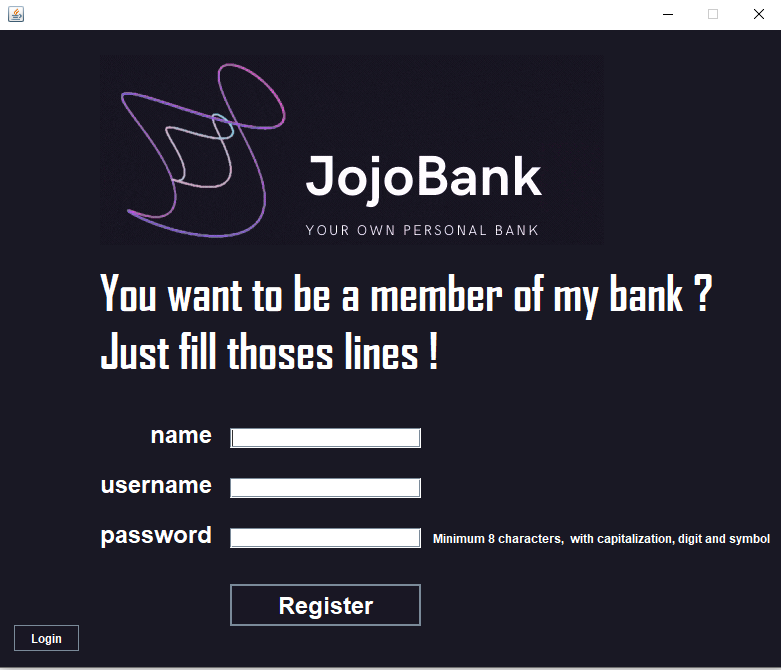 JojoBank
YOUR OWN PERSONAL BANK
You want to be a member of my bank ?
Just fill thoses lines !
name
username
password
Minimum 8 characters,  with capitalization, digit and symbol
Register
Login